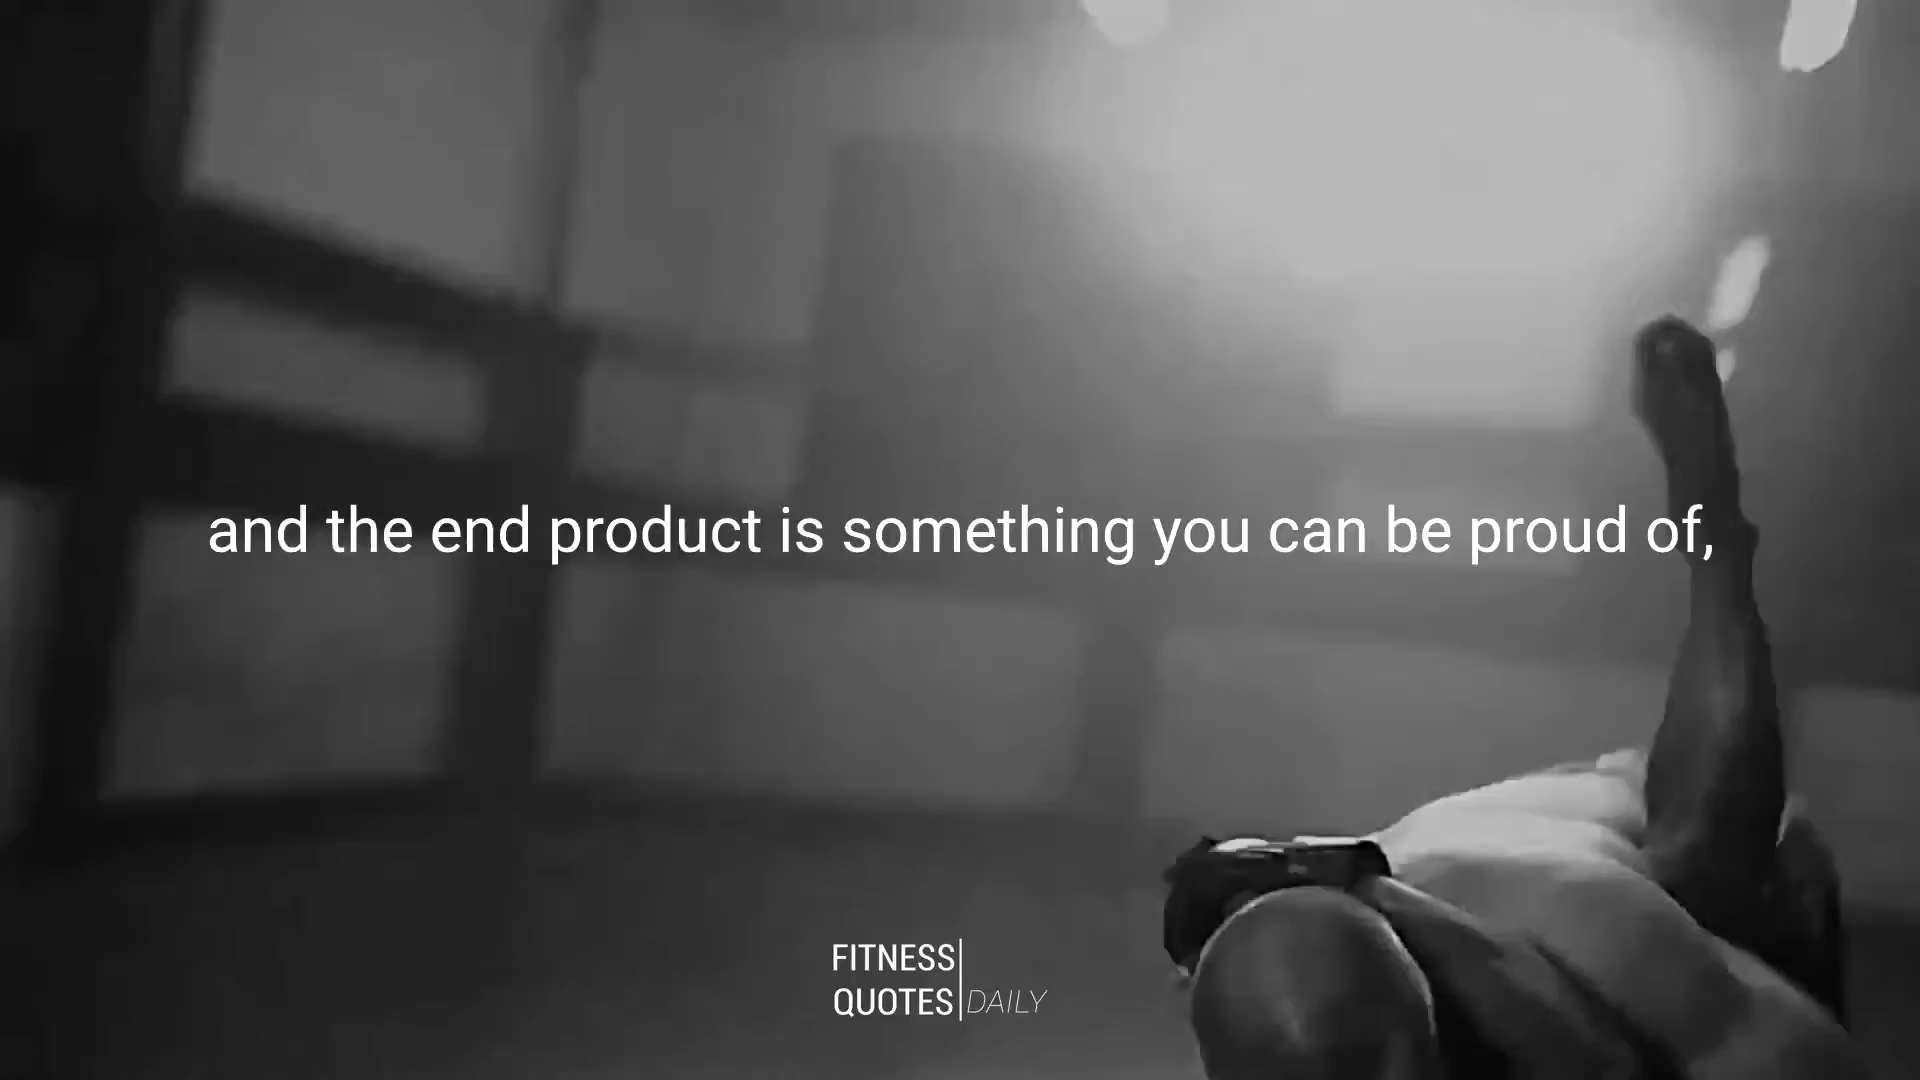 and the end product is something you can be proud of,
FITNESS
QUOTES DAILY